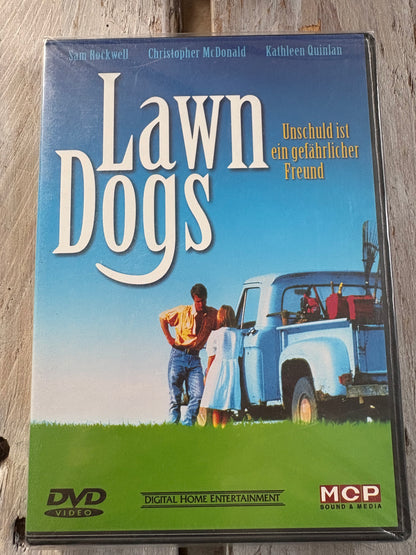 Sam Rockwell Christopher McDonald Kathleen Quinlan
Lawn
Dogs
Unschuld ist
ein gefährlicher
Freund
DVD
VIDEO
DIGITAL HOME ENTERTAINMENT
MCP
SOUND & MEDIA